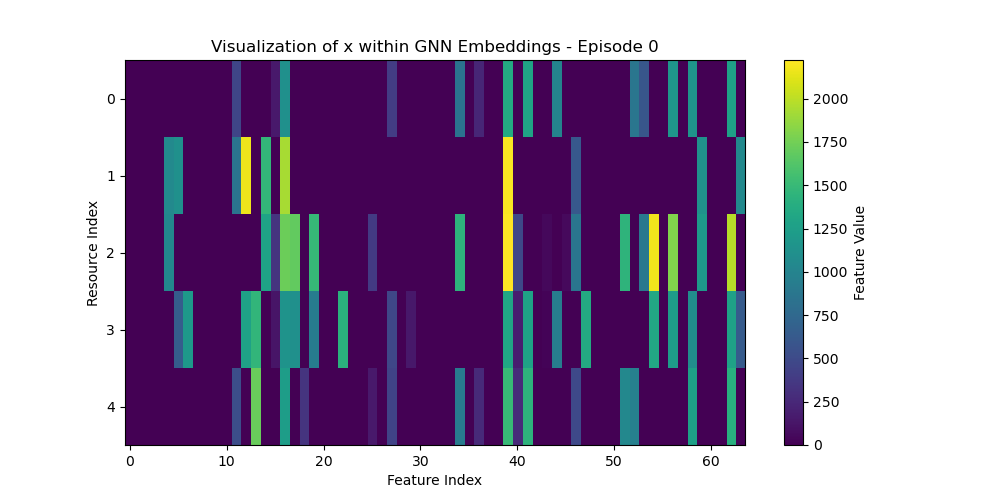 Visualization of x within GNN Embeddings - Episode 0
Resource Index
0
1
2
3
4
0 10 20 30 40 50 60
Feature Index
2000
1750
1500
1250
1000
750
500
250
0
Feature Value